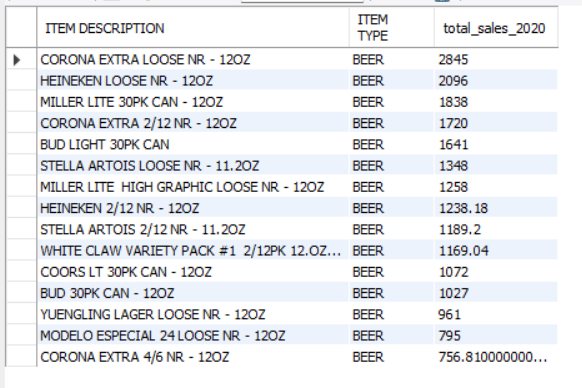 ITEM DESCRIPTION ITEM TYPE total_sales_2020
CORONA EXTRA LOOSE NR - 12OZ BEER 2845
HEINEKEN LOOSE NR - 12OZ BEER 2096
MILLER LITE 30PK CAN - 12OZ BEER 1838
CORONA EXTRA 2/12 NR - 12OZ BEER 1720
BUD LIGHT 30PK CAN BEER 1641
STELLA ARTOIS LOOSE NR - 11.2OZ BEER 1348
MILLER LITE  HIGH GRAPHIC LOOSE NR - 12OZ BEER 1258
HEINEKEN 2/12 NR - 12OZ BEER 1238.18
STELLA ARTOIS 2/12 NR - 11.2OZ BEER 1189.2
WHITE CLAW VARIETY PACK #1  2/12PK 12.OZ... BEER 1169.04
COORS LT 30PK CAN - 12OZ BEER 1072
BUD 30PK CAN - 12OZ BEER 1027
YUENGLING LAGER LOOSE NR - 12OZ BEER 961
MODELO ESPECIAL 24 LOOSE NR - 12OZ BEER 795
CORONA EXTRA 4/6 NR - 12OZ BEER 756.810000000...